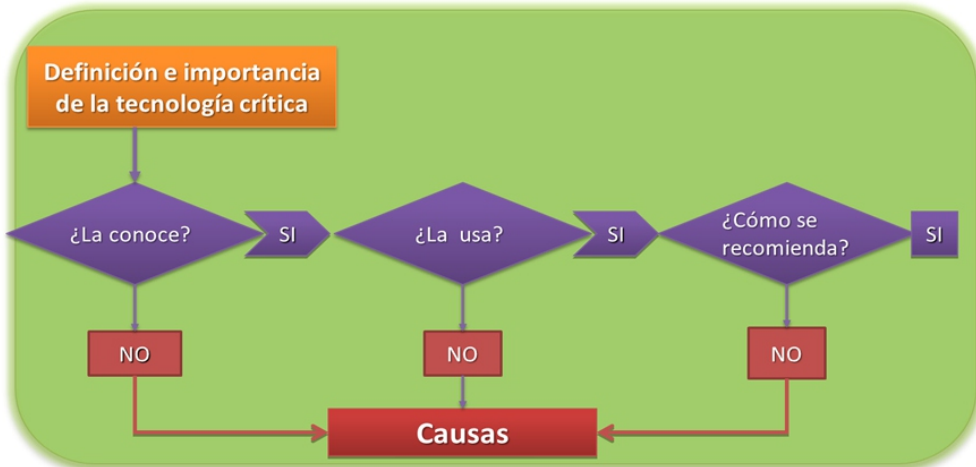 Definición e importancia
de la tecnología crítica
¿La conoce?
SI
¿La usa?
SI
¿Cómo se
recomienda?
SI
NO
NO
NO
Causas